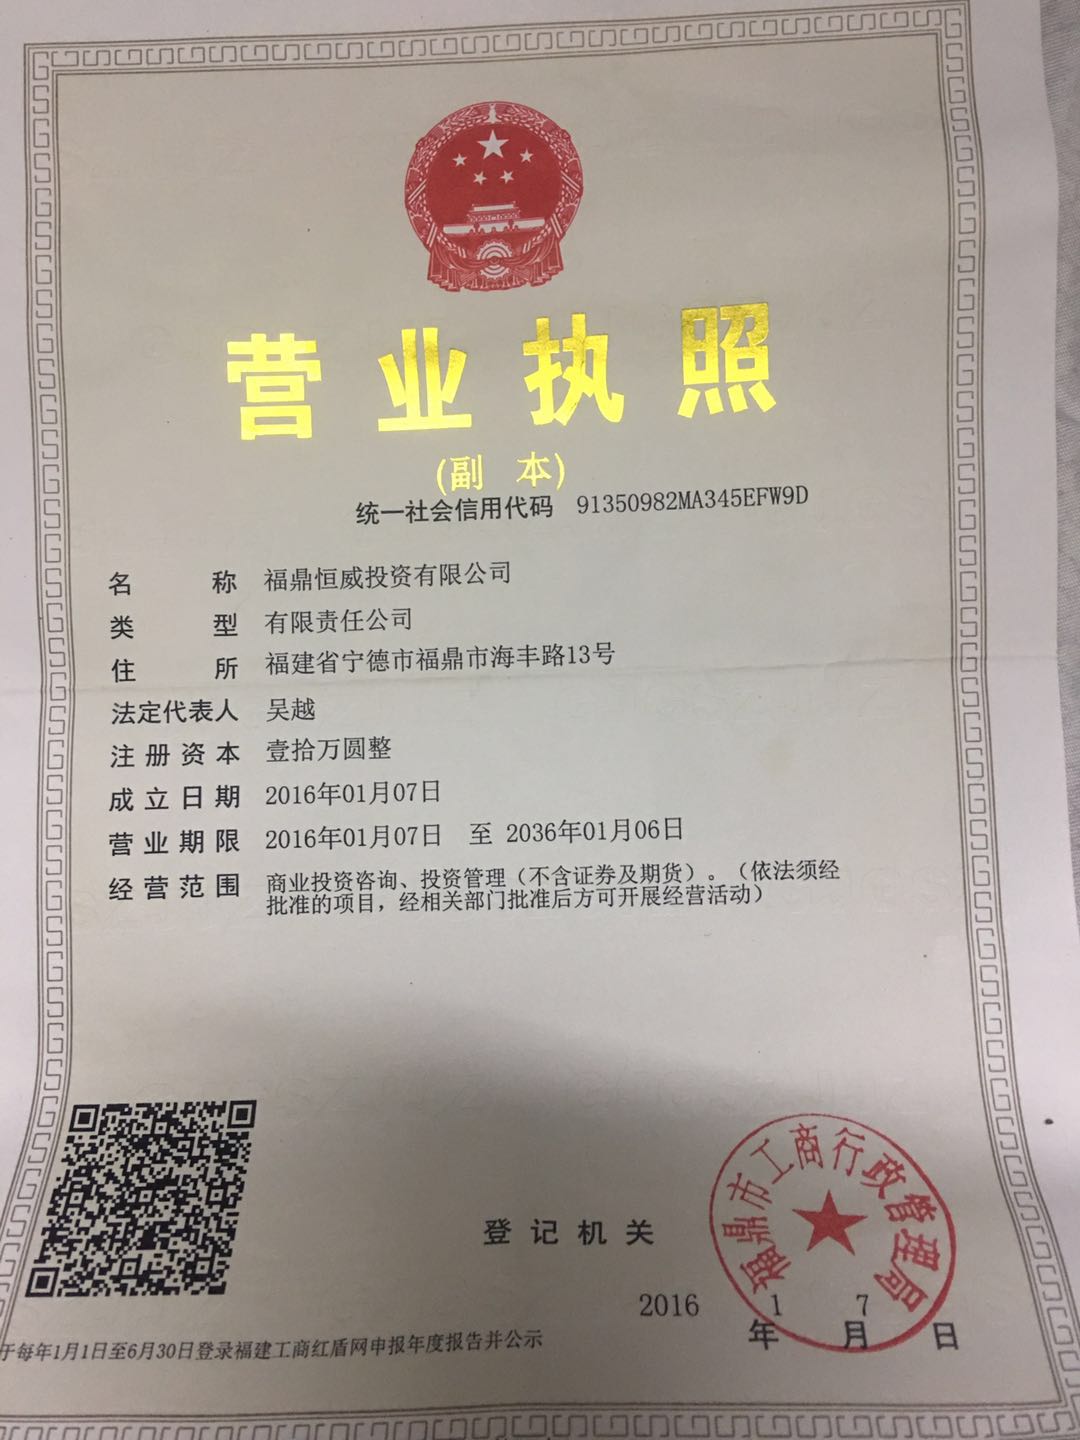 营业执照
(副 本)
统一社会信用代码 91350982MA345EFW9D
名称 福鼎恒威投资有限公司
类型 有限责任公司
住所 福建省宁德市福鼎市海丰路13号
法定代表人 吴越
注册资本 壹拾万圆整
成立日期 2016年01月07日
营业期限 2016年01月07日 至 2036年01月06日
经营范围 商业投资咨询、投资管理（不含证券及期货）。（依法须经
批准的项目，经相关部门批准后方可开展经营活动）
福鼎市工商行政管理局
登记机关
2016年1月7日
于每年1月1日至6月30日登录福建工商红盾网申报年度报告并公示